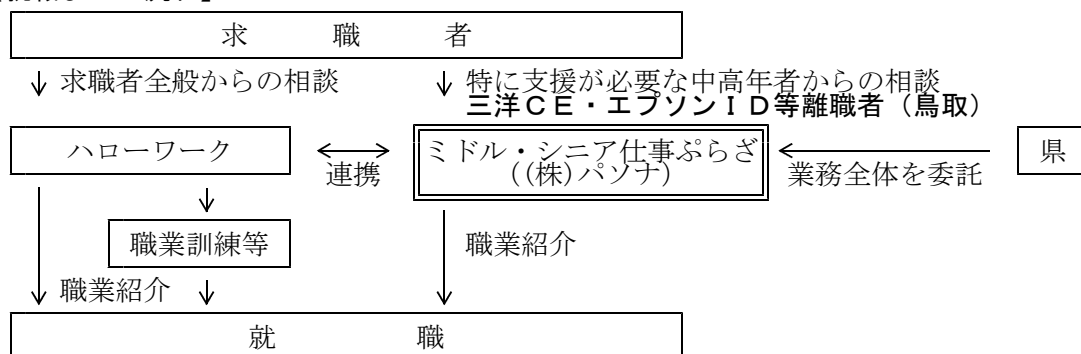 求　職　者
求職者全般からの相談
特に支援が必要な中高年者からの相談
三洋ＣＥ・エプソンＩＤ等離職者（鳥取）
ハローワーク
連携
ミドル・シニア仕事ぷらざ
((株)パソナ)
業務全体を委託
県
職業訓練等
職業紹介
職業紹介
就　職